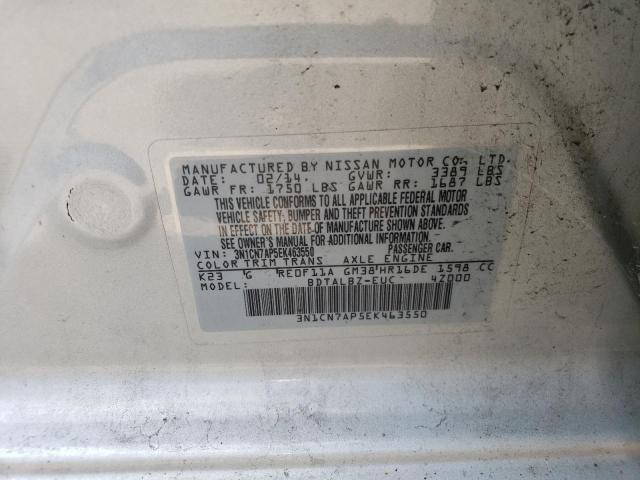 MANUFACTURED BY NISSAN MOTOR CO., LTD.
DATE: 02/14. GVWR: 3389 LBS
GAWR FR: 1750 LBS GAWR RR: 1687 LBS
THIS VEHICLE CONFORMS TO ALL APPLICABLE FEDERAL MOTOR
VEHICLE SAFETY, BUMPER AND THEFT PREVENTION STANDARDS
IN EFFECT ON THE DATE OF MANUFACTURE SHOWN ABOVE.
SEE OWNER'S MANUAL FOR ADDITIONAL INFORMATION.
VIN: 3N1CN7AP5EK463550 PASSENGER CAR.
COLOR TRIM TRANS AXLE ENGINE
K23 G RE0F11A GM38 HR16DE 1598 CC
MODEL: BDTALBZ-EUC 4Z000
3N1CN7AP5EK463550